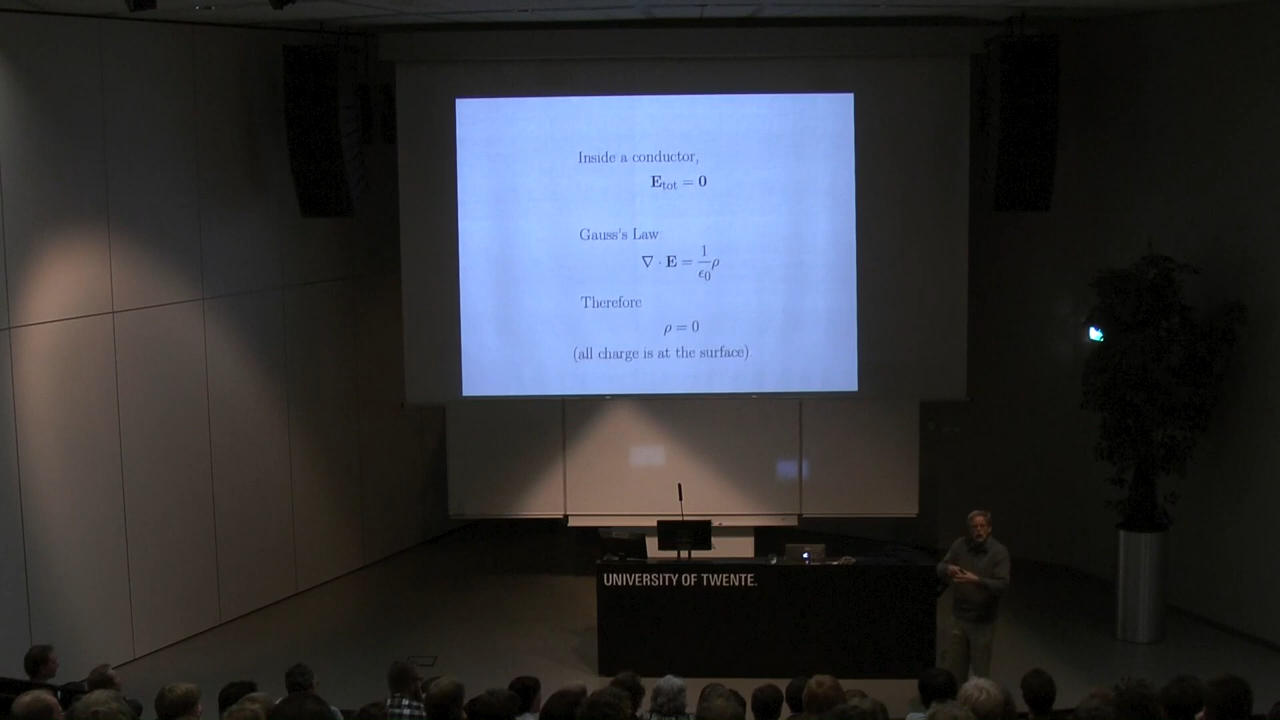 Inside a conductor,
E_tot = 0
Gauss's Law
∇ · E = 1/ϵ₀ ρ
Therefore
ρ = 0
(all charge is at the surface).
UNIVERSITY OF TWENTE.